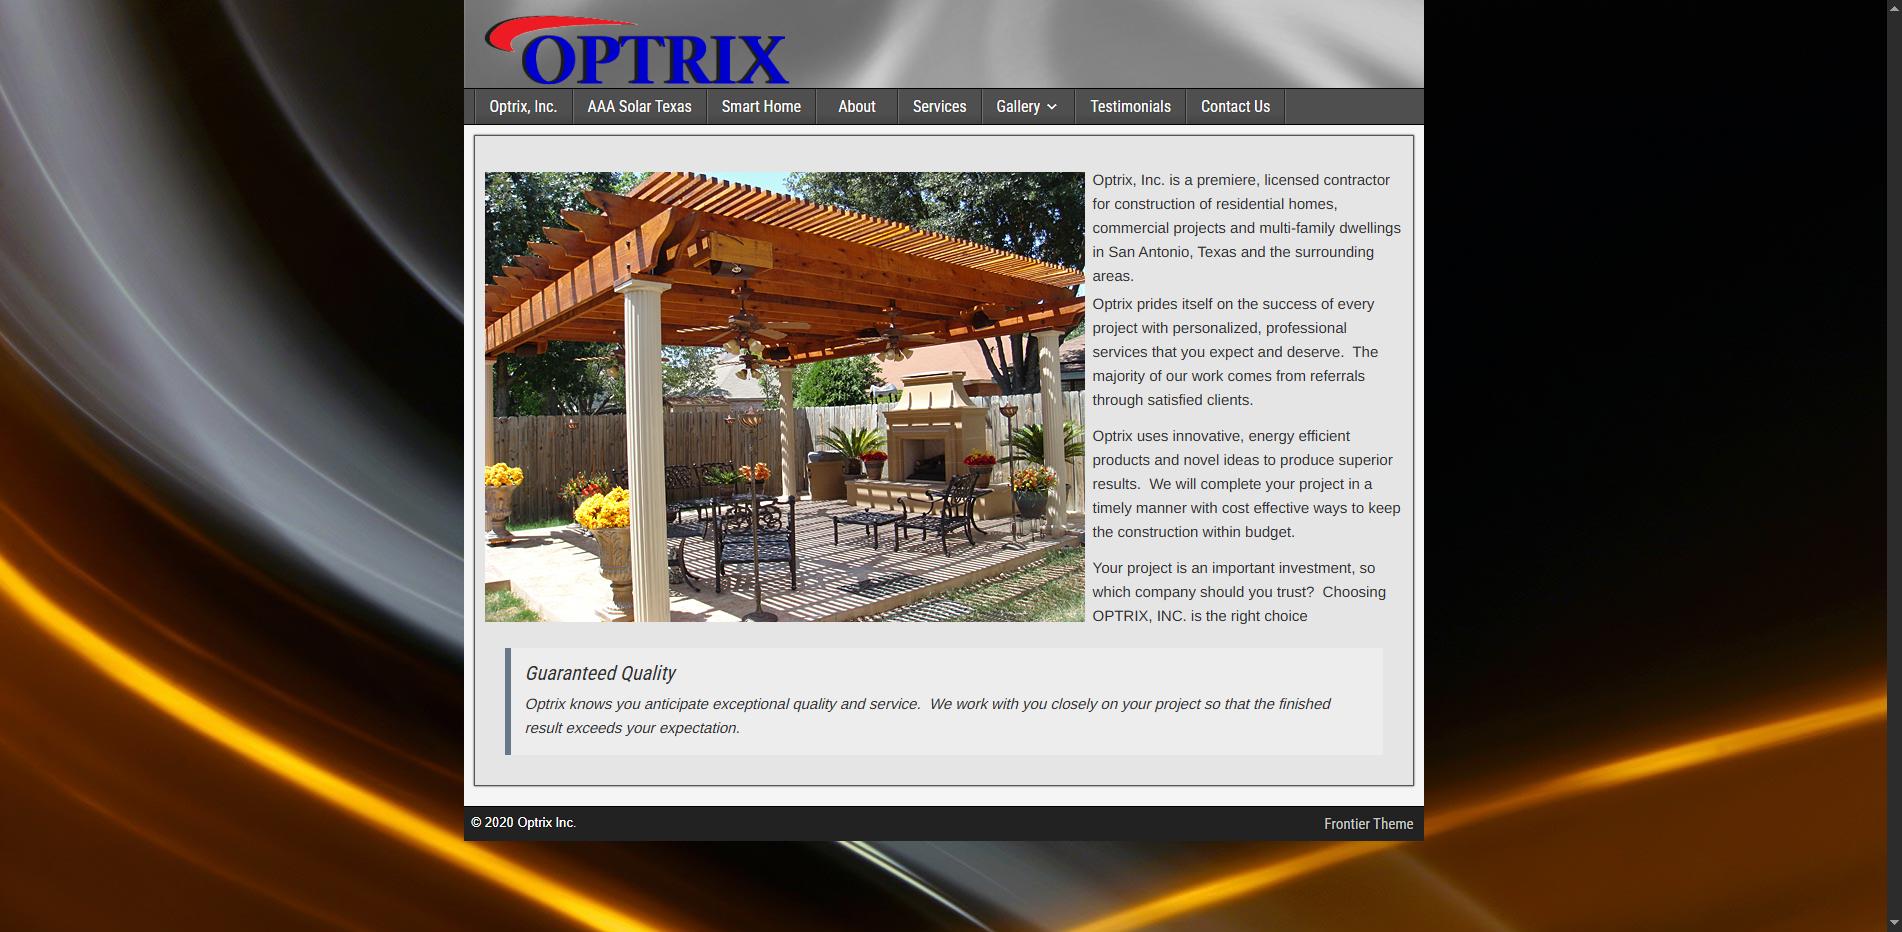 OPTRIX
Optrix, Inc. AAA Solar Texas Smart Home About Services Gallery Testimonials Contact Us
Optrix, Inc. is a premiere, licensed contractor
for construction of residential homes,
commercial projects and multi-family dwellings
in San Antonio, Texas and the surrounding
areas.
Optrix prides itself on the success of every
project with personalized, professional
services that you expect and deserve.  The
majority of our work comes from referrals
through satisfied clients.
Optrix uses innovative, energy efficient
products and novel ideas to produce superior
results.  We will complete your project in a
timely manner with cost effective ways to keep
the construction within budget.
Your project is an important investment, so
which company should you trust?  Choosing
OPTRIX, INC. is the right choice
Guaranteed Quality
Optrix knows you anticipate exceptional quality and service.  We work with you closely on your project so that the finished
result exceeds your expectation.
© 2020 Optrix Inc.
Frontier Theme